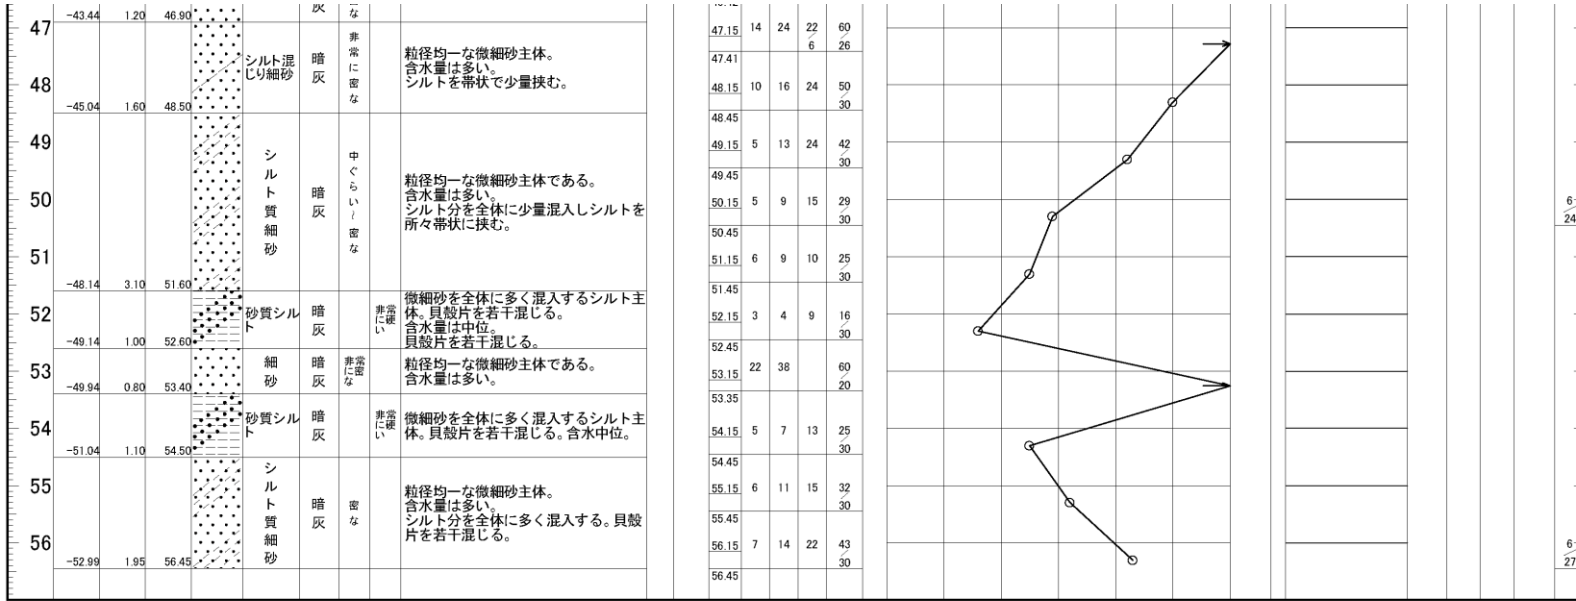 -43.44 1.20 46.90 灰 な
47 47.15 14 24 22/6 60/26
シルト混じり細砂
暗灰
非常に密な
粒径均一な微細砂主体。
含水量は多い。
シルトを帯状で少量挟む。
47.41
48 48.15 10 16 24 50/30
-45.04 1.60 48.50
48.45
49 49.15 5 13 24 42/30
49.45
シルト質細砂
暗灰
中ぐらい~密な
粒径均一な微細砂主体である。
含水量は多い。
シルト分を全体に少量混入しシルトを
所々帯状に挟む。
50 50.15 5 9 15 29/30
6
24
50.45
51 51.15 6 9 10 25/30
-48.14 3.10 51.60
51.45
砂質シルト
暗灰
非常に硬い
微細砂を全体に多く混入するシルト主
体。貝殻片を若干混じる。
含水量は中位。
貝殻片を若干混じる。
52 52.15 3 4 9 16/30
-49.14 1.00 52.60
52.45
細砂
暗灰
非常に密な
粒径均一な微細砂主体である。
含水量は多い。
53 53.15 22 38 60/20
-49.94 0.80 53.40
53.35
砂質シルト
暗灰
非常に硬い
微細砂を全体に多く混入するシルト主
体。貝殻片を若干混じる。含水中位。
54 54.15 5 7 13 25/30
-51.04 1.10 54.50
54.45
シルト質細砂
暗灰
密な
粒径均一な微細砂主体。
含水量は多い。
シルト分を全体に多く混入する。貝殻
片を若干混じる。
55 55.15 6 11 15 32/30
55.45
56 56.15 7 14 22 43/30
6
27
-52.99 1.95 56.45
56.45